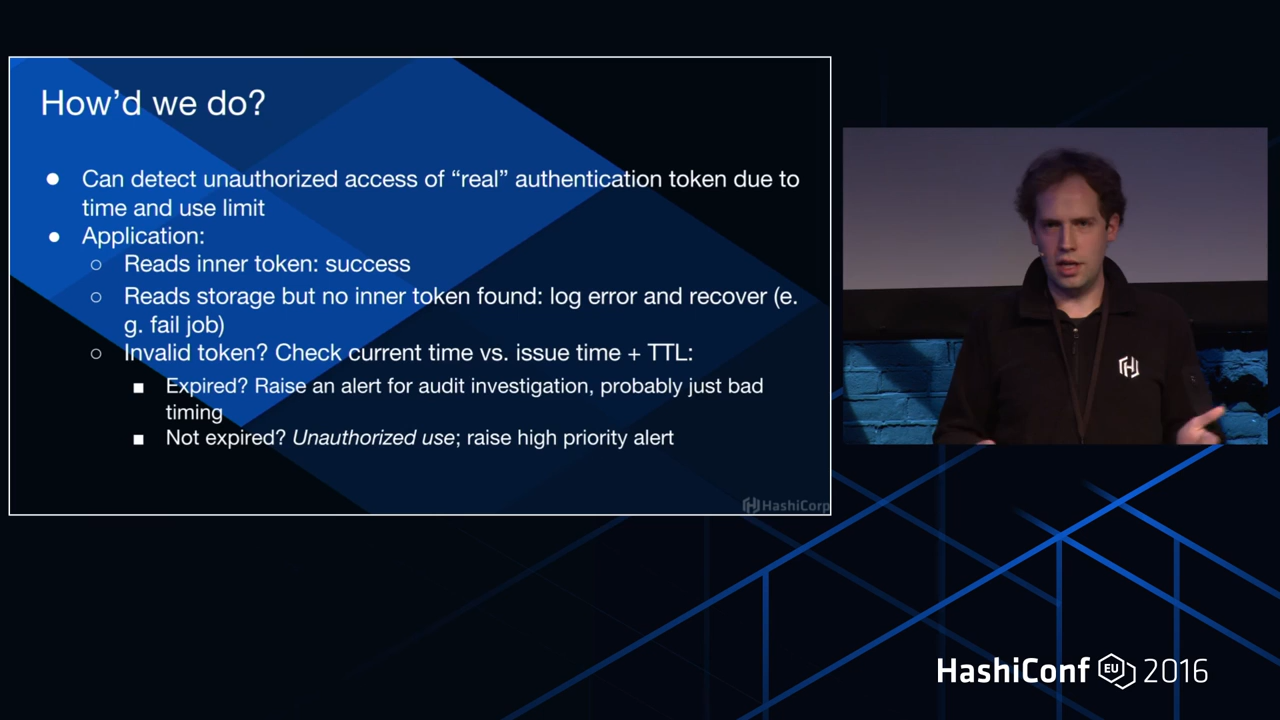 How'd we do?
● Can detect unauthorized access of “real” authentication token due to
time and use limit
● Application:
○ Reads inner token: success
○ Reads storage but no inner token found: log error and recover (e.
g. fail job)
○ Invalid token? Check current time vs. issue time + TTL:
■ Expired? Raise an alert for audit investigation, probably just bad
timing
■ Not expired? Unauthorized use; raise high priority alert
HashiCorp
HashiConf EU 2016